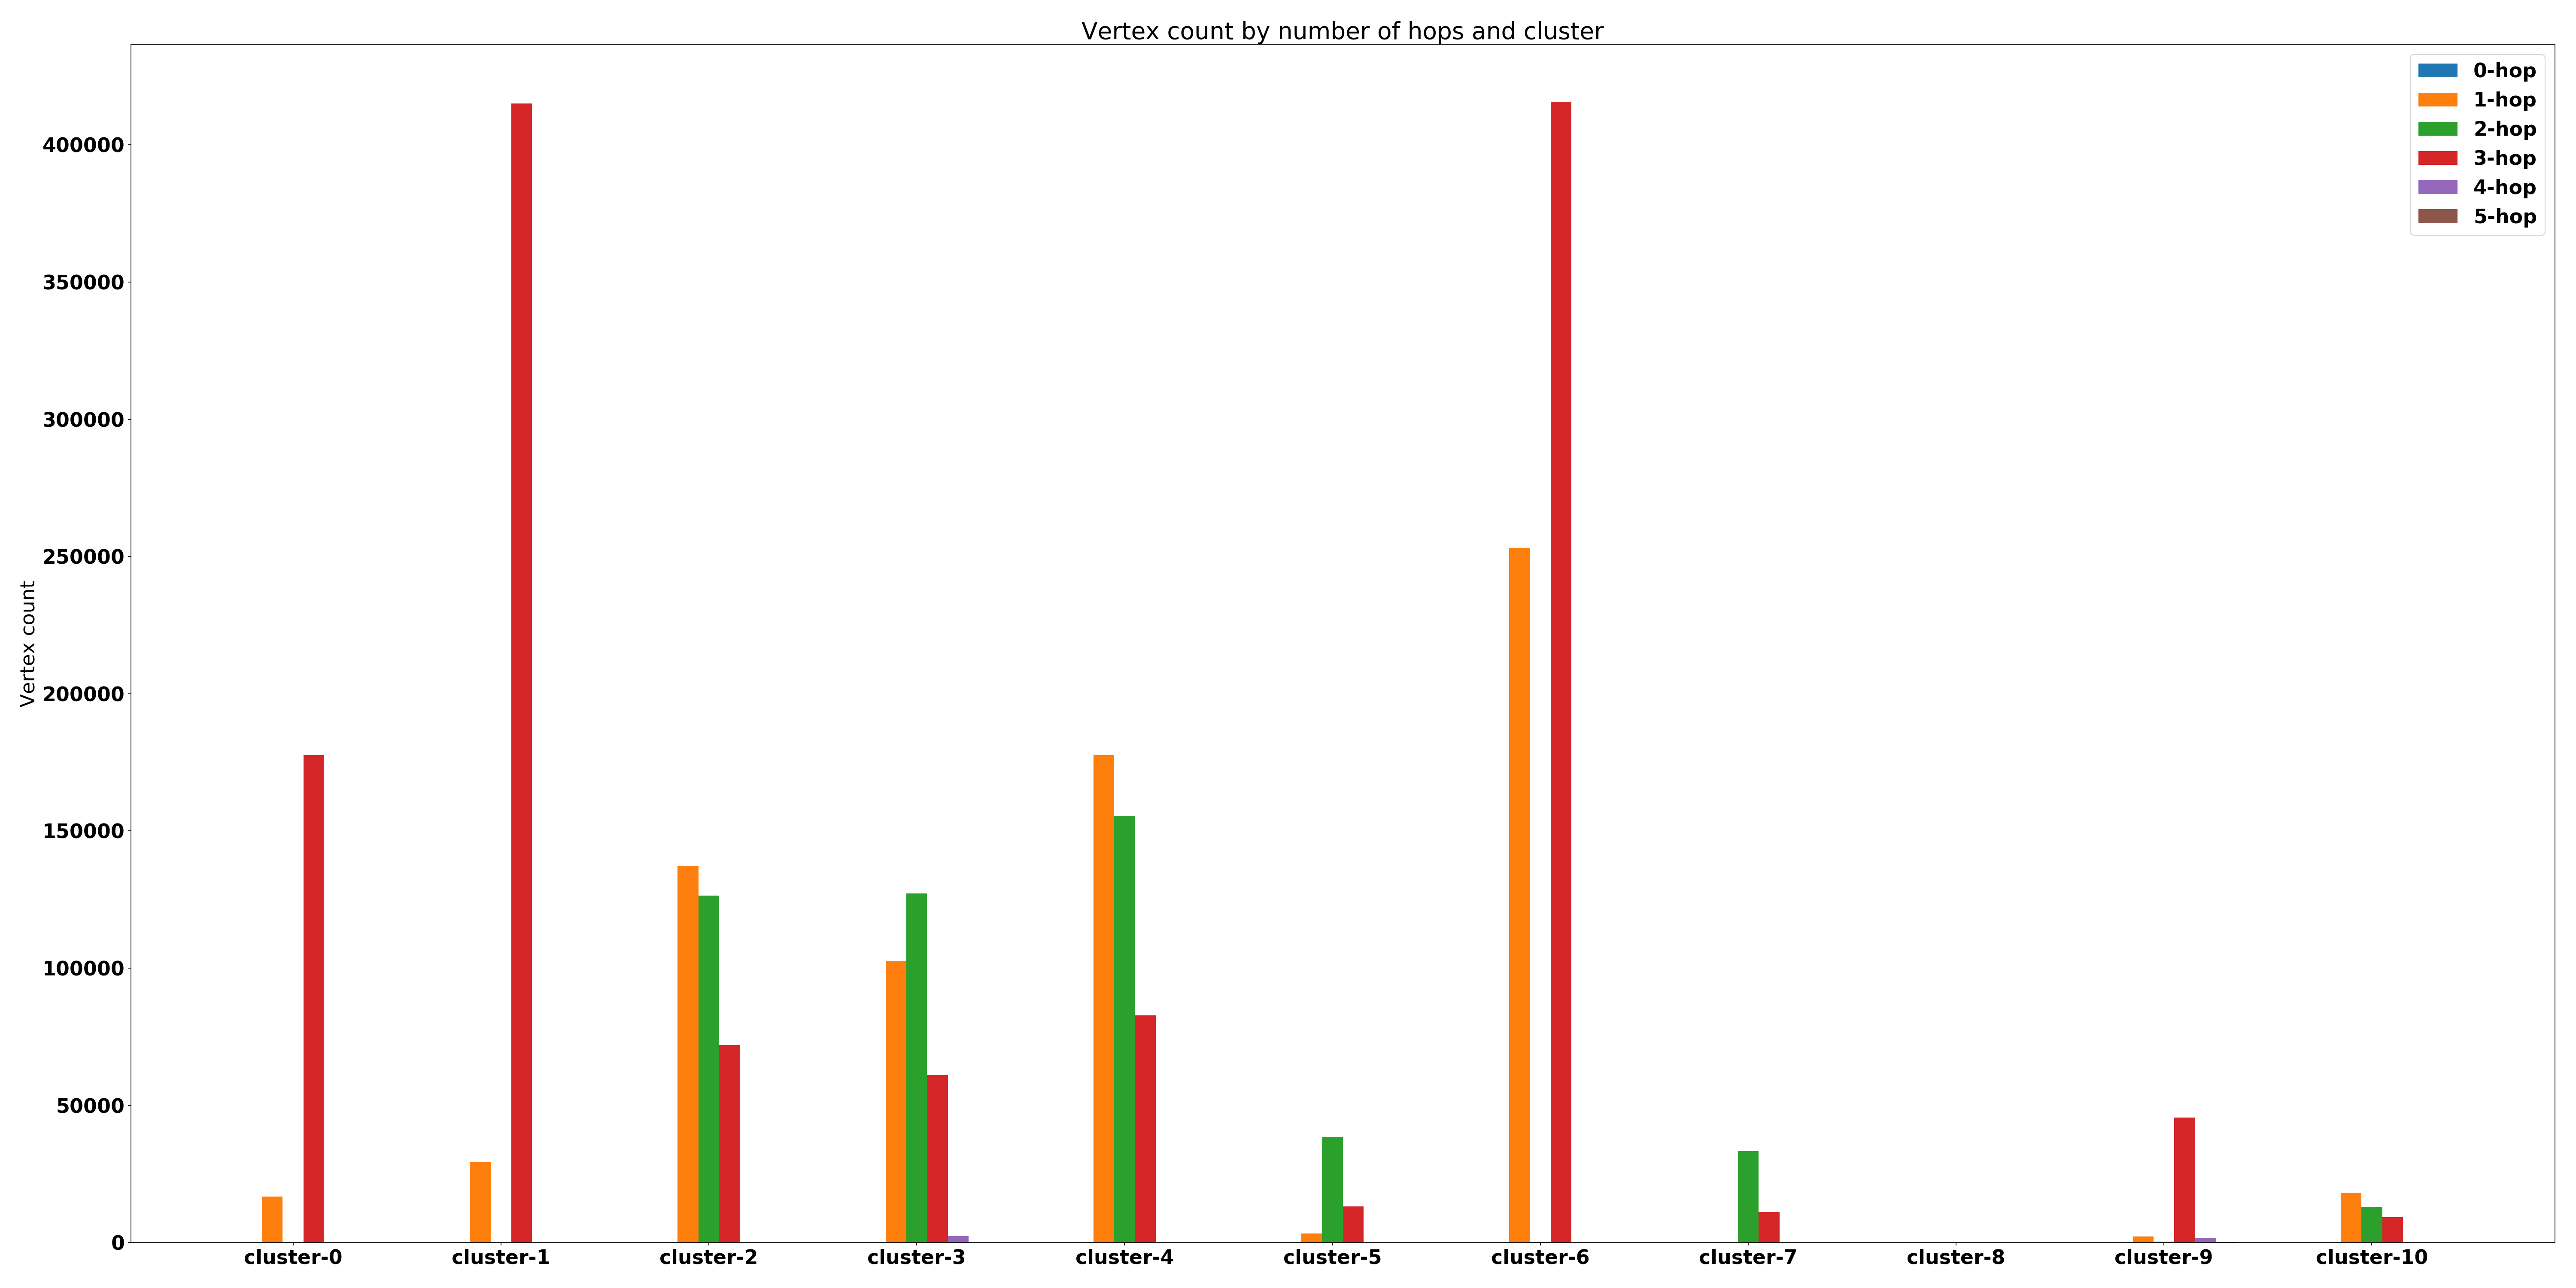 Vertex count by number of hops and cluster
0-hop
1-hop
2-hop
3-hop
4-hop
5-hop
400000
350000
300000
250000
200000
150000
100000
50000
0
Vertex count
cluster-0 cluster-1 cluster-2 cluster-3 cluster-4 cluster-5 cluster-6 cluster-7 cluster-8 cluster-9 cluster-10